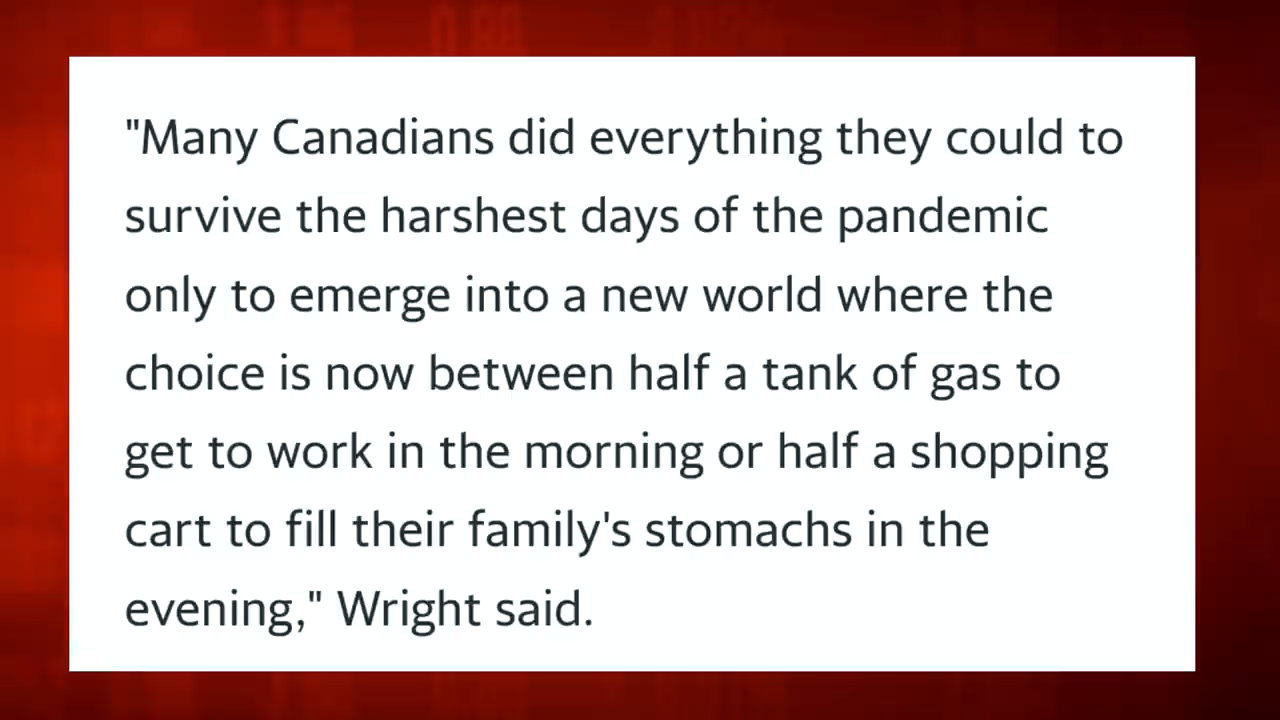 "Many Canadians did everything they could to
survive the harshest days of the pandemic
only to emerge into a new world where the
choice is now between half a tank of gas to
get to work in the morning or half a shopping
cart to fill their family's stomachs in the
evening," Wright said.